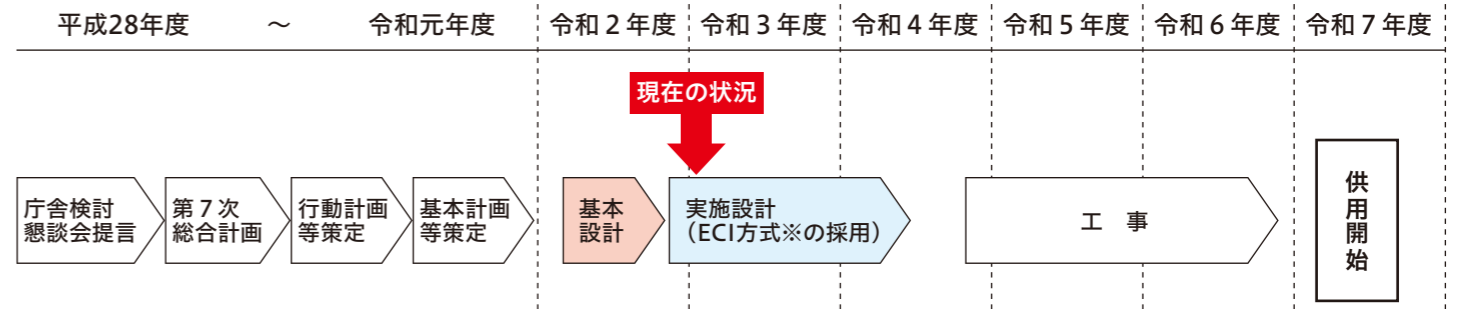 平成28年度 ～ 令和元年度 令和２年度 令和３年度 令和４年度 令和５年度 令和６年度 令和７年度
現在の状況
庁舎検討
懇談会提言
第７次
総合計画
行動計画
等策定
基本計画
等策定
基本
設計
実施設計
（ECI方式※の採用）
工 事
供用開始